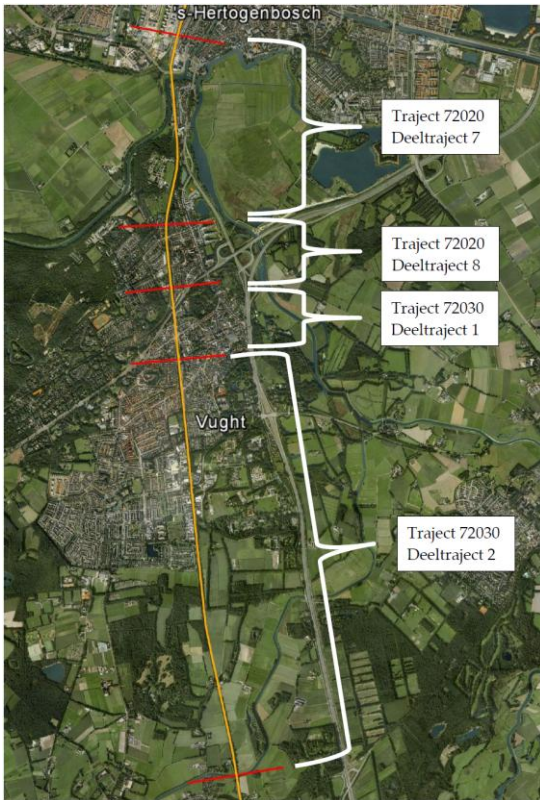 s-Hertogenbosch
Traject 72020
Deeltraject 7
Traject 72020
Deeltraject 8
Traject 72030
Deeltraject 1
Vught
Traject 72030
Deeltraject 2